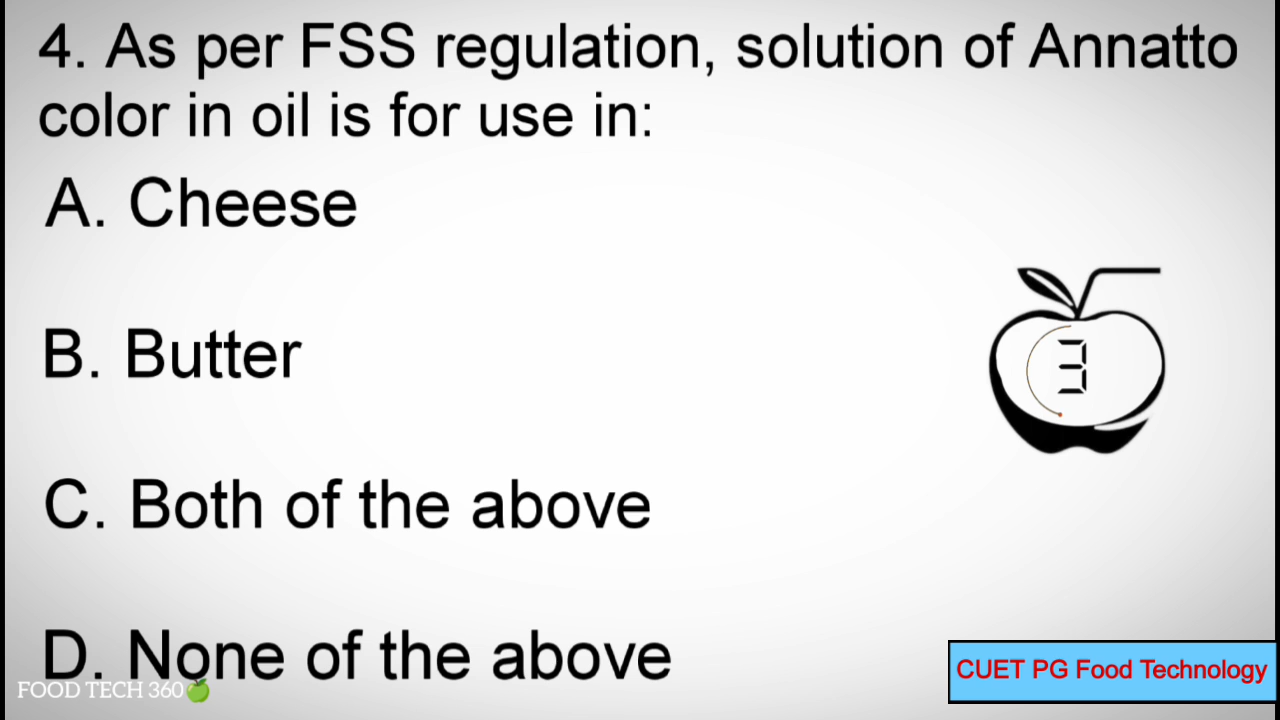 4. As per FSS regulation, solution of Annatto
color in oil is for use in:
A. Cheese
B. Butter
3
C. Both of the above
D. None of the above
FOOD TECH 360
CUET PG Food Technology